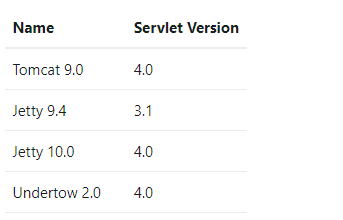 Name Servlet Version
Tomcat 9.0 4.0
Jetty 9.4 3.1
Jetty 10.0 4.0
Undertow 2.0 4.0